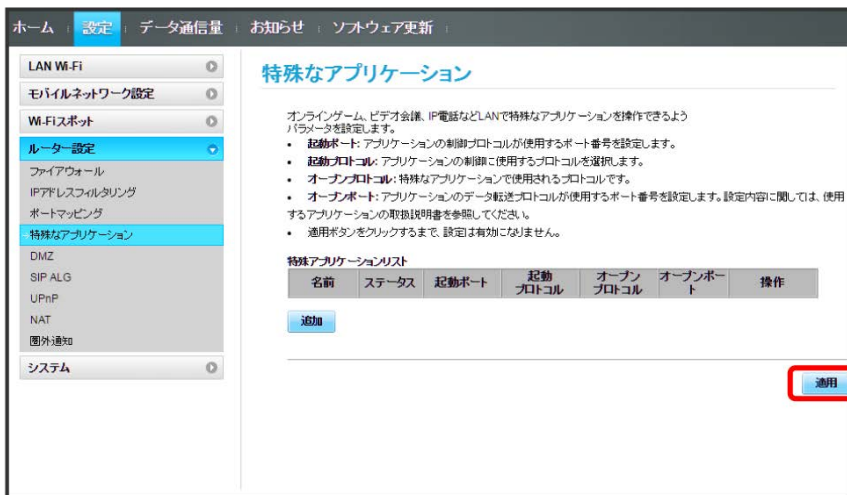 ホーム 設定 データ通信量 お知らせ ソフトウェア更新
LAN Wi-Fi
モバイルネットワーク設定
Wi-Fiスポット
ルーター設定
ファイアウォール
IPアドレスフィルタリング
ポートマッピング
特殊なアプリケーション
DMZ
SIP ALG
UPnP
NAT
圏外通知
システム
特殊なアプリケーション
オンラインゲーム、ビデオ会議、IP電話などLANで特殊なアプリケーションを操作できるよう
パラメータを設定します。
• 起動ポート: アプリケーションの制御プロトコルが使用するポート番号を設定します。
• 起動プロトコル: アプリケーションの制御に使用するプロトコルを選択します。
• オープンプロトコル: 特殊なアプリケーションで使用されるプロトコルです。
• オープンポート: アプリケーションのデータ転送プロトコルが使用するポート番号を設定します。設定内容に関しては、使用
するアプリケーションの取扱説明書を参照してください。
• 適用ボタンをクリックするまで、設定は有効になりません。
特殊アプリケーションリスト
名前 ステータス 起動ポート 起動プロトコル オープンプロトコル オープンポート 操作
追加
適用